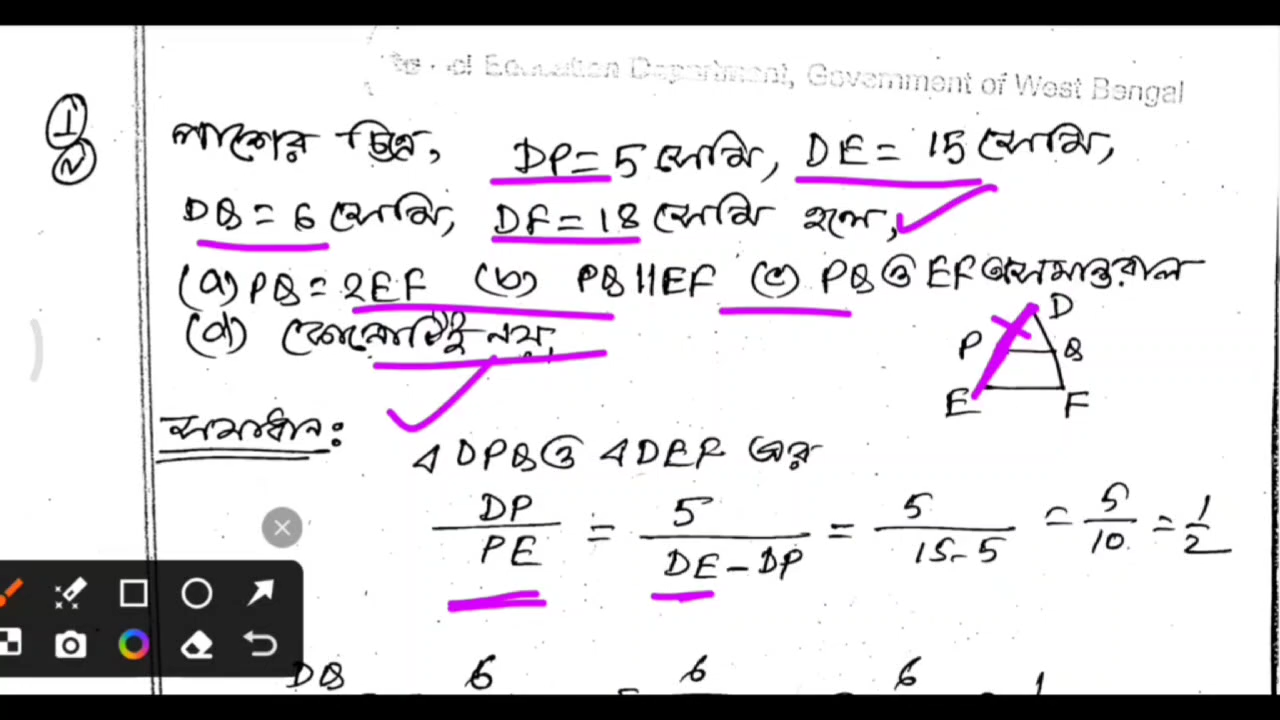 Education Department, Government of West Bengal
1
2
পাশের চিত্রে, DP = 5 সেমি, DE = 15 সেমি,
DQ = 6 সেমি, DF = 18 সেমি হলে,
(a) PQ = 2EF (b) PQ || EF (c) PQ ও EF অসমান্তরাল
(d) কোনোটিই নয়।
D
P Q
E F
সমাধান:
△DPQ ও △DEF এর
DP/PE = 5/(DE - DP) = 5/(15 - 5) = 5/10 = 1/2
DQ 6 6 6 1